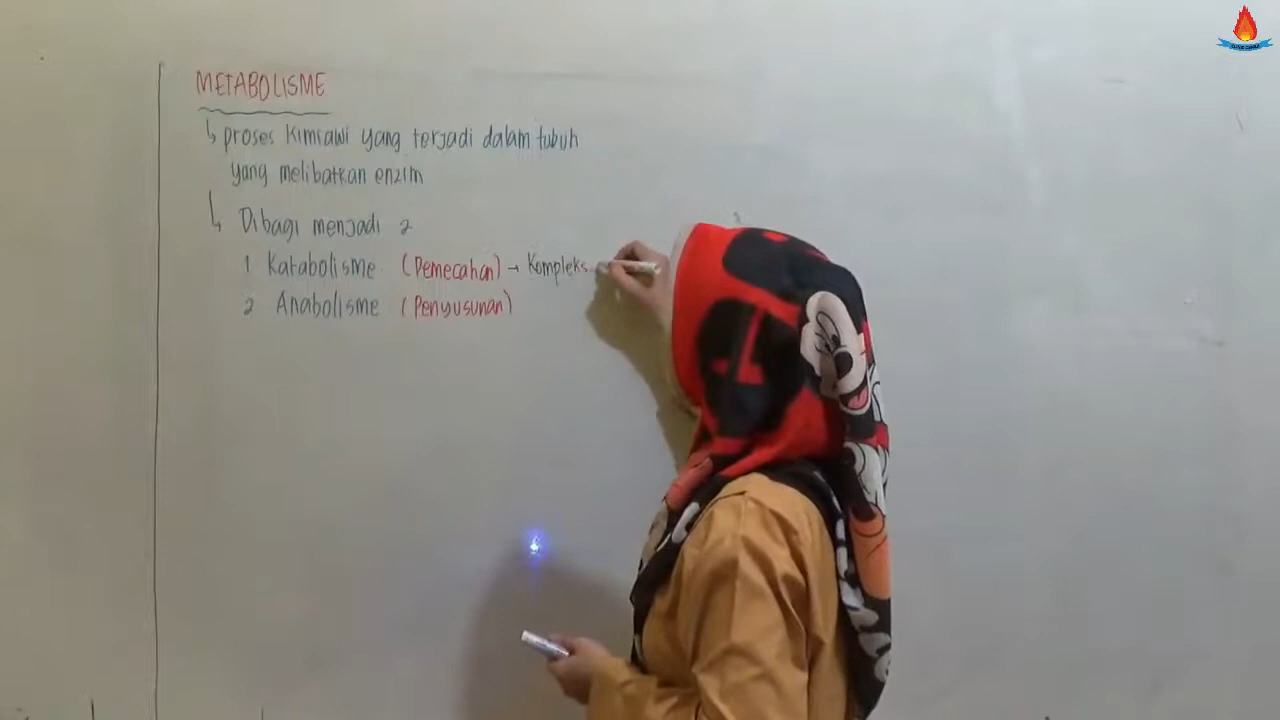 METABOLISME
↳ proses kimiawi yang terjadi dalam tubuh
yang melibatkan enzim
↳ Dibagi menjadi 2
1 Katabolisme (Pemecahan) → Kompleks
2 Anabolisme (Penyusunan)